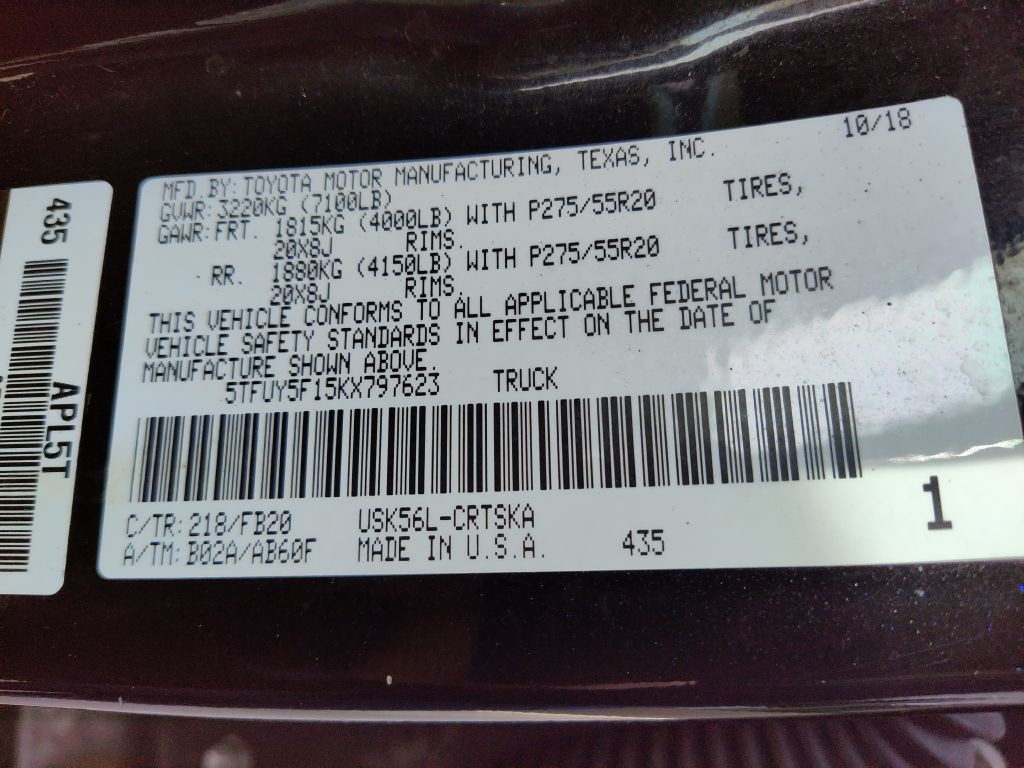 10/18
MFD. BY: TOYOTA MOTOR MANUFACTURING, TEXAS, INC.
GVWR: 3220KG (7100LB)
GAWR: FRT. 1815KG (4000LB) WITH P275/55R20 TIRES,
20X8J RIMS.
RR. 1880KG (4150LB) WITH P275/55R20 TIRES,
20X8J RIMS.
THIS VEHICLE CONFORMS TO ALL APPLICABLE FEDERAL MOTOR
VEHICLE SAFETY STANDARDS IN EFFECT ON THE DATE OF
MANUFACTURE SHOWN ABOVE.
5TFUY5F15KX797623 TRUCK
C/TR: 218/FB20 USK56L-CRTSKA
A/TM: B02A/AB60F MADE IN U.S.A. 435
1
435
APL5T